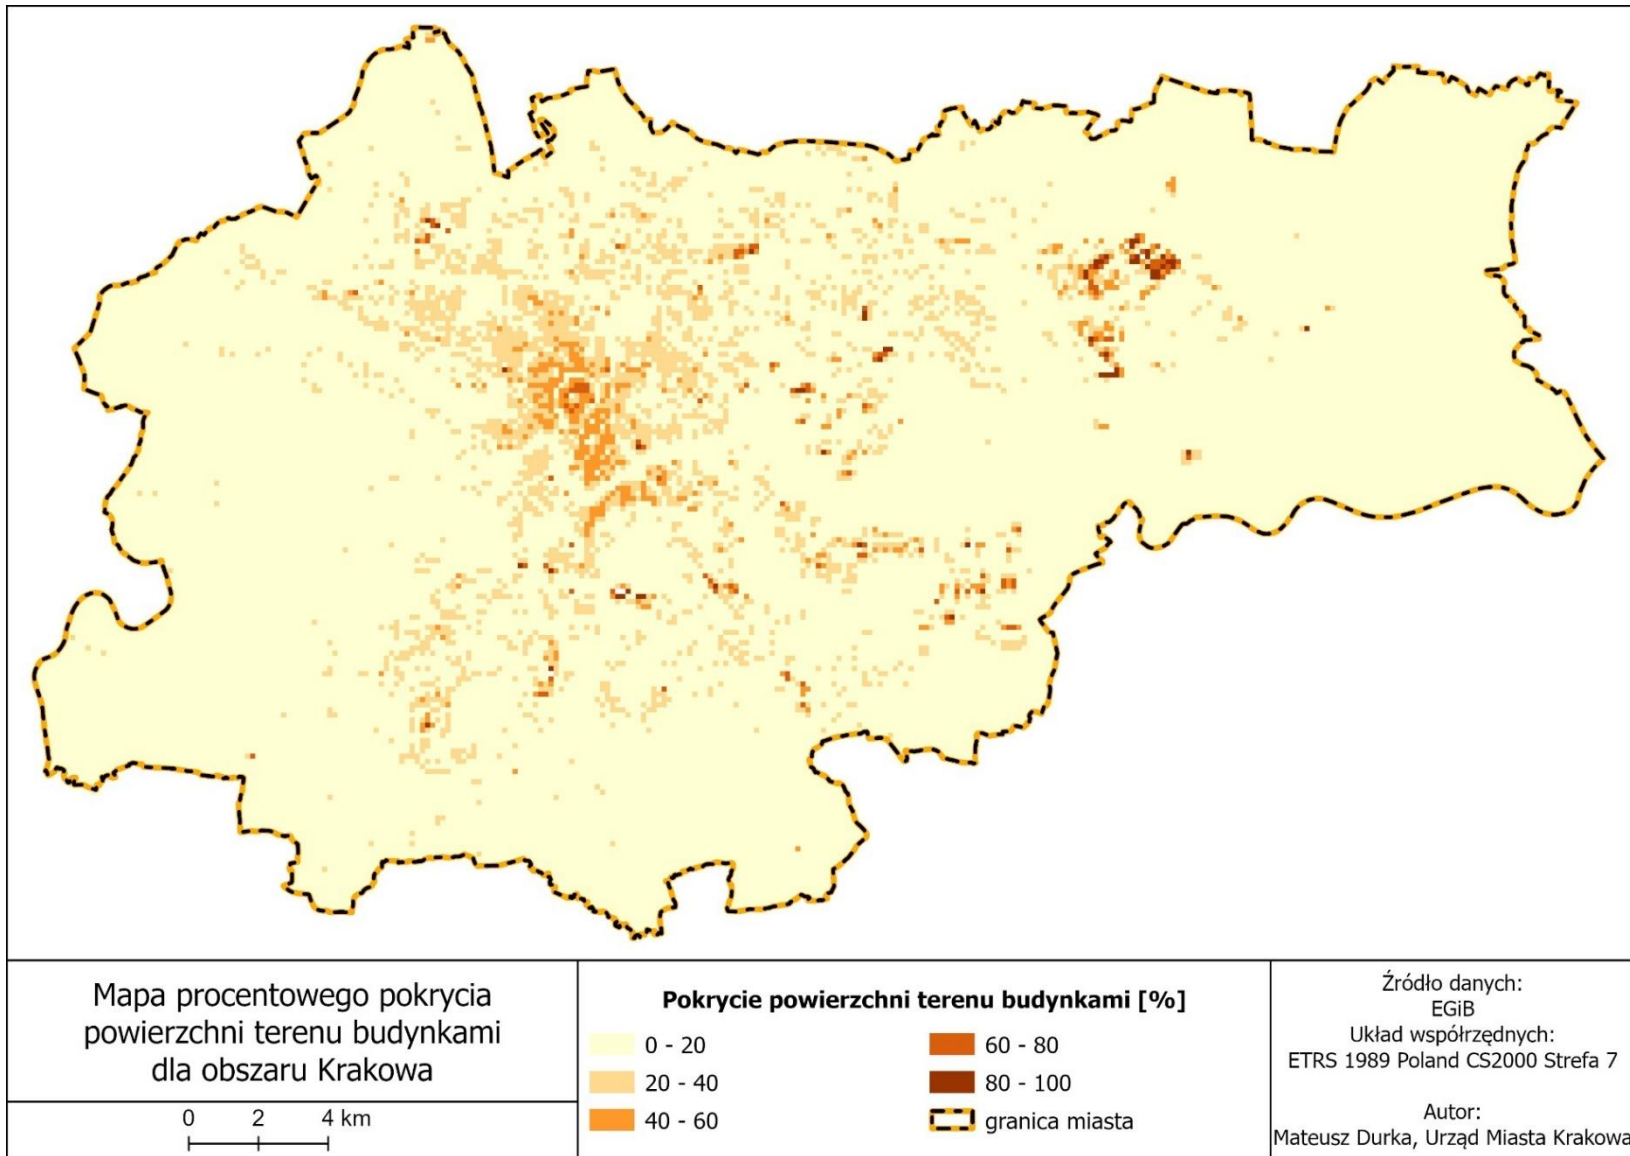 Mapa procentowego pokrycia
powierzchni terenu budynkami
dla obszaru Krakowa
0 2 4 km
Pokrycie powierzchni terenu budynkami [%]
0 - 20
20 - 40
40 - 60
60 - 80
80 - 100
granica miasta
Źródło danych:
EGiB
Układ współrzędnych:
ETRS 1989 Poland CS2000 Strefa 7
Autor:
Mateusz Durka, Urząd Miasta Krakowa